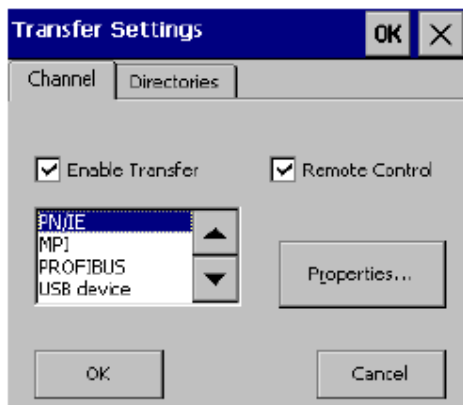 Transfer Settings OK
Channel Directories
Enable Transfer Remote Control
PN/IE
MPI
PROFIBUS
USB device
Properties...
OK Cancel